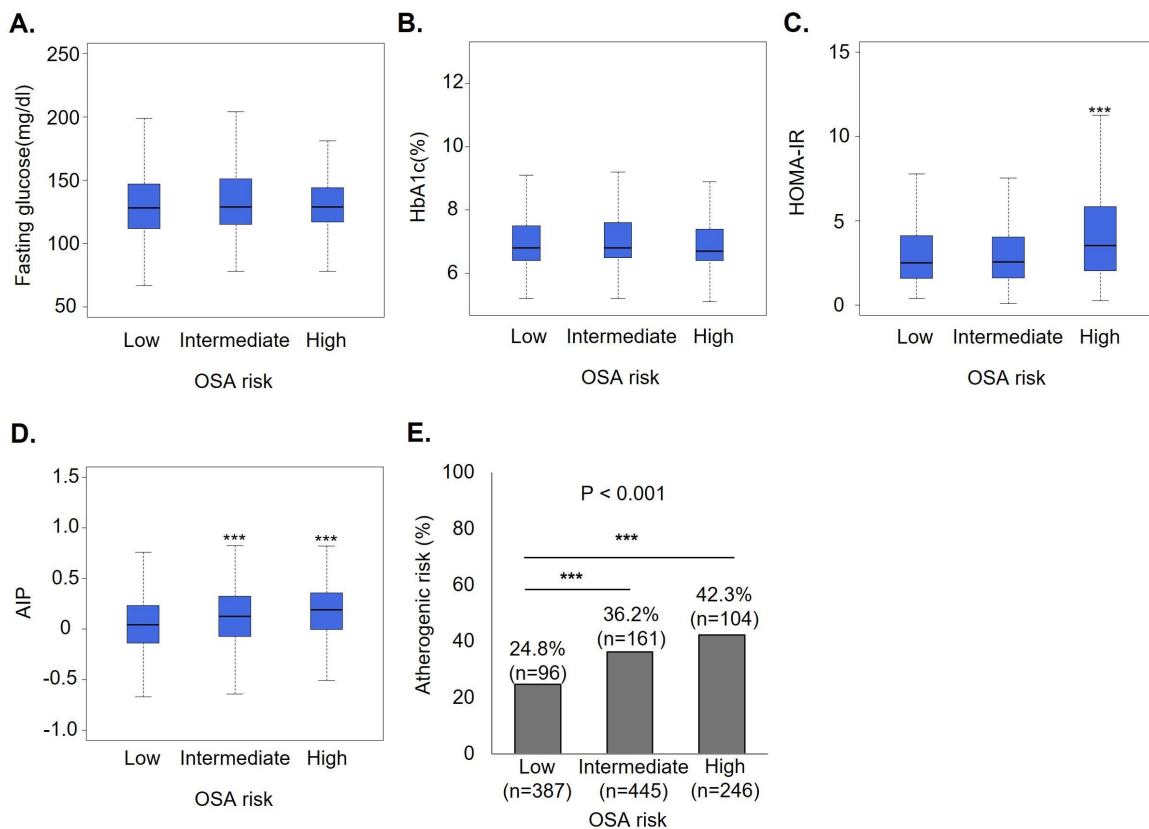 A.
Fasting glucose(mg/dl)
250
200
150
100
50
Low Intermediate High
OSA risk
B.
HbA1c(%)
12
10
8
6
Low Intermediate High
OSA risk
C.
HOMA-IR
15
10
5
0
***
Low Intermediate High
OSA risk
D.
AIP
1.5
1.0
0.5
0
-0.5
-1.0
*** ***
Low Intermediate High
OSA risk
E.
Atherogenic risk (%)
100
80
60
40
20
0
P < 0.001
***
***
24.8%
(n=96)
36.2%
(n=161)
42.3%
(n=104)
Low Intermediate High
(n=387) (n=445) (n=246)
OSA risk